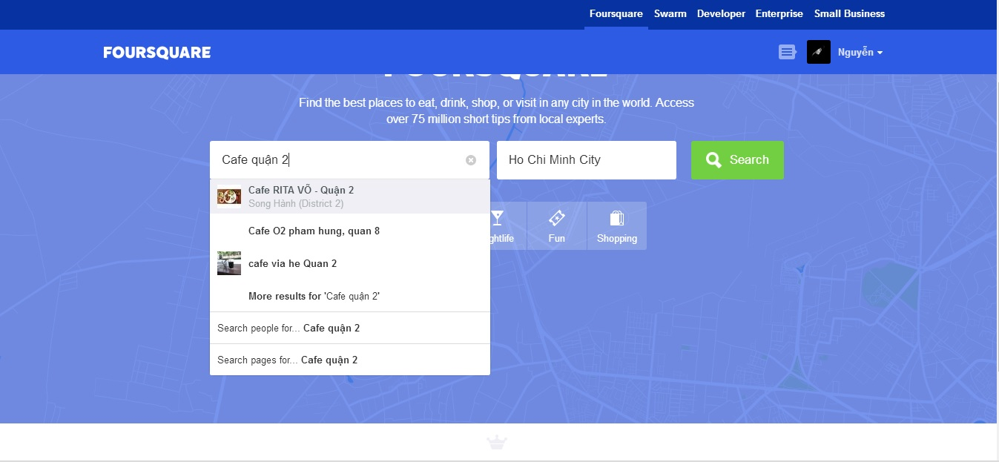 Foursquare Swarm Developer Enterprise Small Business
FOURSQUARE
Nguyễn
FOURSQUARE
Find the best places to eat, drink, shop, or visit in any city in the world. Access
over 75 million short tips from local experts.
Cafe quận 2
Ho Chi Minh City
Search
Cafe RITA VÕ - Quận 2
Song Hành (District 2)
Cafe O2 pham hung, quan 8
cafe via he Quan 2
More results for 'Cafe quận 2'
Search people for... Cafe quận 2
Search pages for... Cafe quận 2
ghtlife
Fun
Shopping